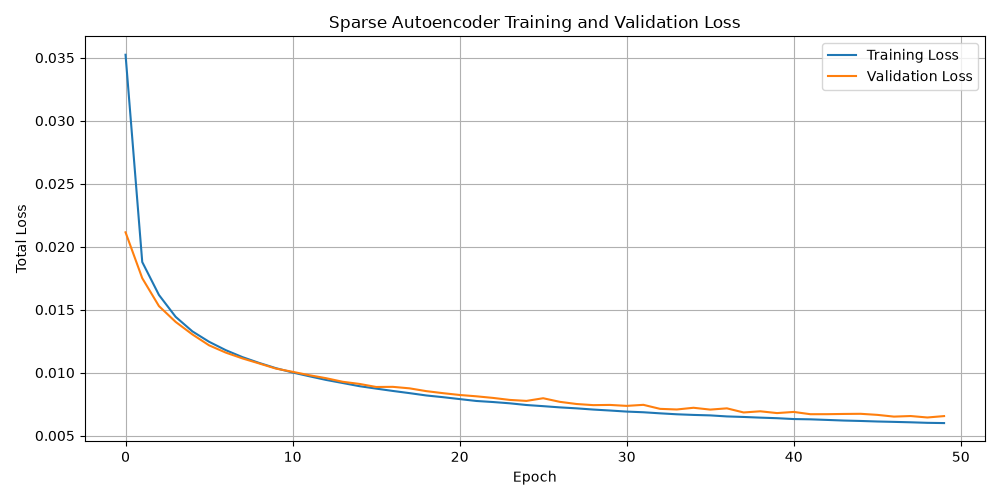 Sparse Autoencoder Training and Validation Loss
Training Loss
Validation Loss
Total Loss
0.035
0.030
0.025
0.020
0.015
0.010
0.005
0 10 20 30 40 50
Epoch